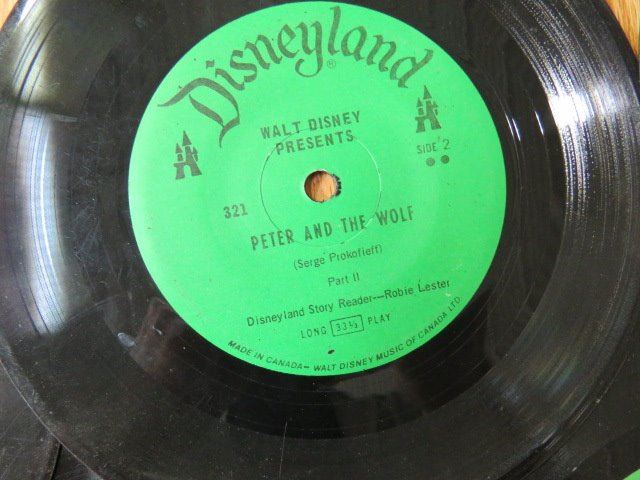 Disneyland®
WALT DISNEY
PRESENTS
SIDE 2
321
PETER AND THE WOLF
(Serge Prokofieff)
Part II
Disneyland Story Reader—Robie Lester
LONG 33⅓ PLAY
MADE IN CANADA— WALT DISNEY MUSIC OF CANADA LTD.